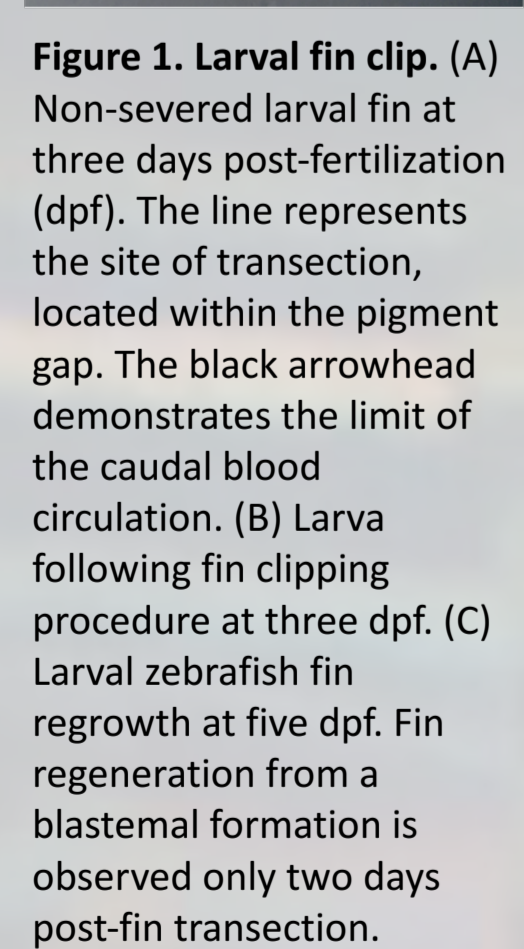 Figure 1. Larval fin clip. (A)
Non-severed larval fin at
three days post-fertilization
(dpf). The line represents
the site of transection,
located within the pigment
gap. The black arrowhead
demonstrates the limit of
the caudal blood
circulation. (B) Larva
following fin clipping
procedure at three dpf. (C)
Larval zebrafish fin
regrowth at five dpf. Fin
regeneration from a
blastemal formation is
observed only two days
post-fin transection.